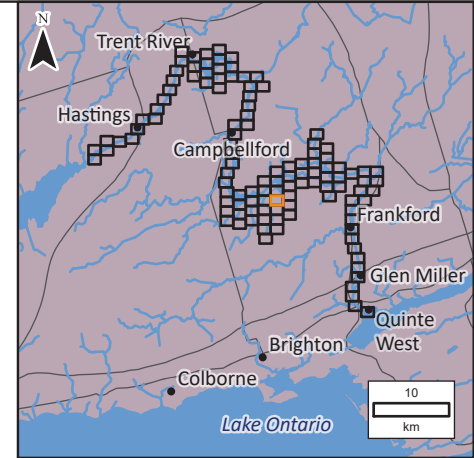 N
Trent River
Hastings
Campbellford
Frankford
Glen Miller
Quinte
West
Brighton
Colborne
Lake Ontario
10
km